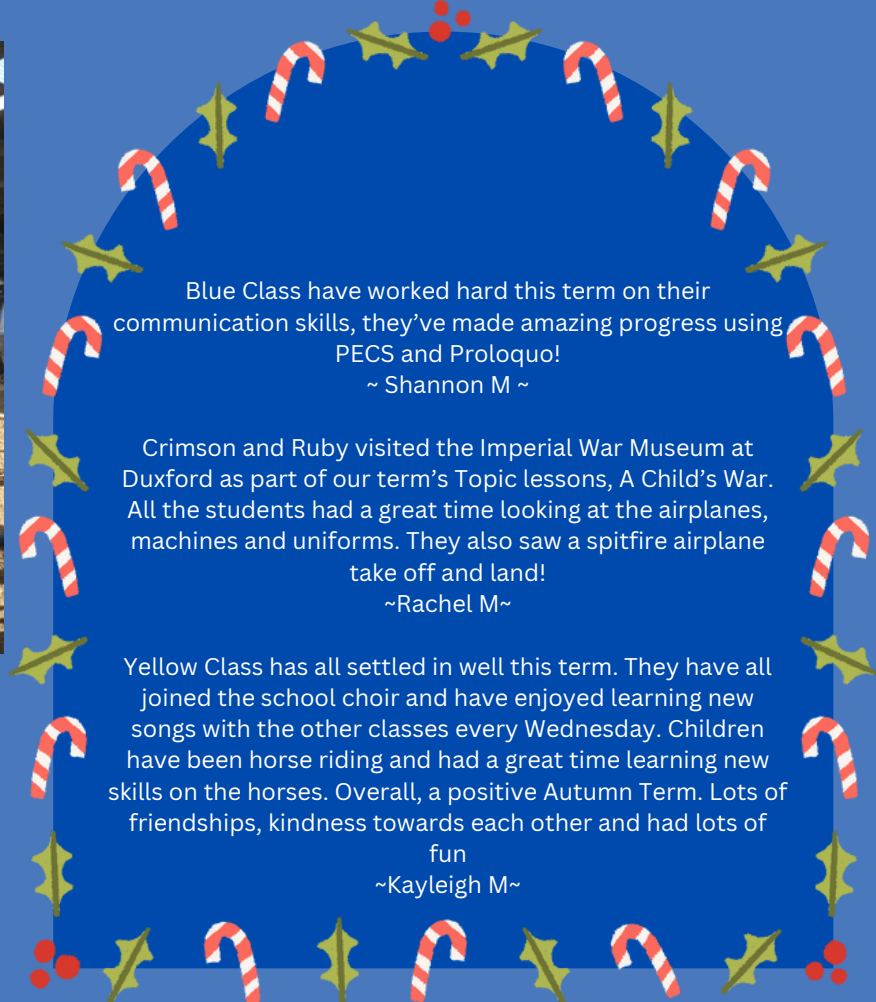 Blue Class have worked hard this term on their
communication skills, they've made amazing progress using
PECS and Proloquo!
~ Shannon M ~
Crimson and Ruby visited the Imperial War Museum at
Duxford as part of our term's Topic lessons, A Child's War.
All the students had a great time looking at the airplanes,
machines and uniforms. They also saw a spitfire airplane
take off and land!
~Rachel M~
Yellow Class has all settled in well this term. They have all
joined the school choir and have enjoyed learning new
songs with the other classes every Wednesday. Children
have been horse riding and had a great time learning new
skills on the horses. Overall, a positive Autumn Term. Lots of
friendships, kindness towards each other and had lots of
fun
~Kayleigh M~